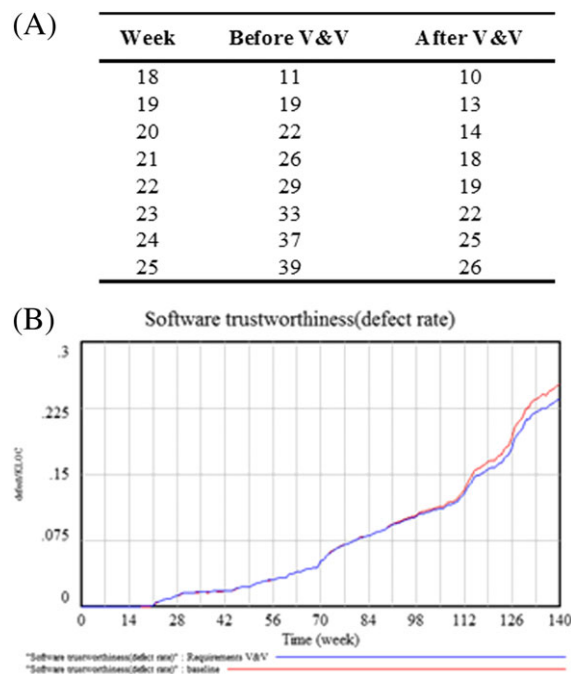 (A)
Week Before V&V After V&V
18 11 10
19 19 13
20 22 14
21 26 18
22 29 19
23 33 22
24 37 25
25 39 26
(B)
Software trustworthiness(defect rate)
.3
.225
.15
.075
0
defect/KLOC
0 14 28 42 56 70 84 98 112 126 140
Time (week)
"Software trustworthiness(defect rate)" : Requirements V&V
"Software trustworthiness(defect rate)" : baseline